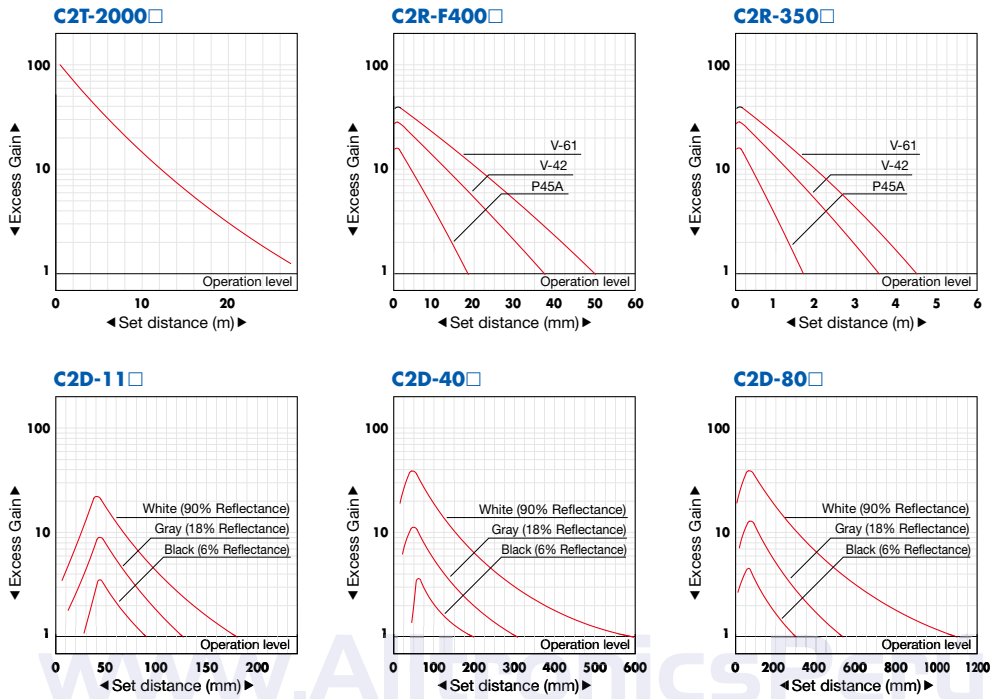 C2T-2000□
C2R-F400□
C2R-350□
◄Excess Gain►
100
10
1
Operation level
0 10 20
◄Set distance (m)►
◄Excess Gain►
100
10
1
V-61
V-42
P45A
Operation level
0 10 20 30 40 50 60
◄Set distance (mm)►
◄Excess Gain►
100
10
1
V-61
V-42
P45A
Operation level
0 1 2 3 4 5 6
◄Set distance (m)►
C2D-11□
C2D-40□
C2D-80□
◄Excess Gain►
100
10
1
White (90% Reflectance)
Gray (18% Reflectance)
Black (6% Reflectance)
Operation level
0 50 100 150 200
◄Set distance (mm)►
◄Excess Gain►
100
10
1
White (90% Reflectance)
Gray (18% Reflectance)
Black (6% Reflectance)
Operation level
0 100 200 300 400 500 600
◄Set distance (mm)►
◄Excess Gain►
100
10
1
White (90% Reflectance)
Gray (18% Reflectance)
Black (6% Reflectance)
Operation level
0 200 400 600 800 1000 1200
◄Set distance (mm)►